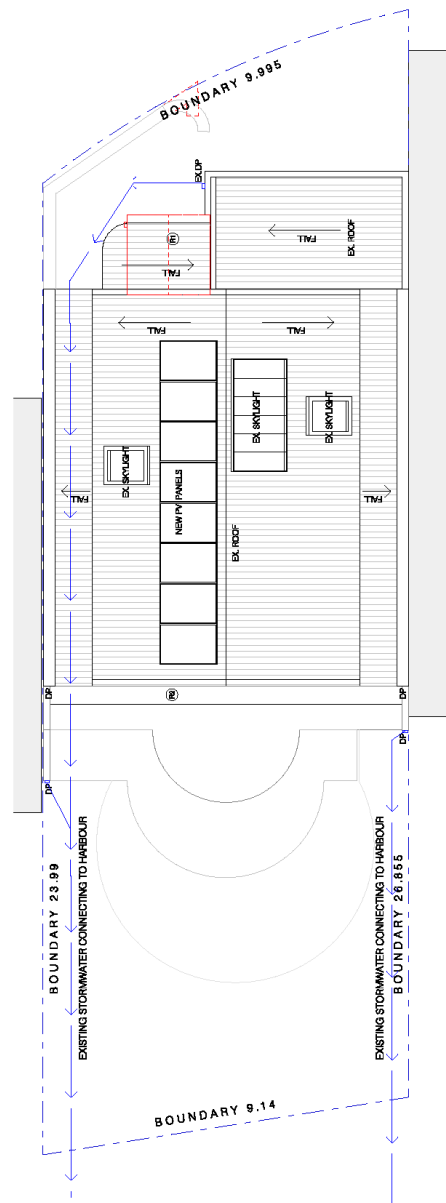 BOUNDARY 9.995
EX.DP
R1
FALL
FALL
EX. ROOF
FALL
FALL
EX. SKYLIGHT
EX. SKYLIGHT
EX. SKYLIGHT
NEW PV PANELS
FALL
FALL
EX. ROOF
DP
R2
DP
DP
DP
EXISTING STORMWATER CONNECTING TO HARBOUR
BOUNDARY 23.99
EXISTING STORMWATER CONNECTING TO HARBOUR
BOUNDARY 26.855
BOUNDARY 9.14